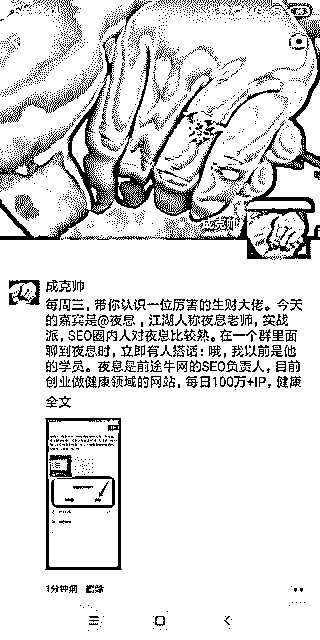 成克帅
成克帅
每周三，带你认识一位厉害的生财大佬。今天
的嘉宾是@夜息，江湖人称夜息老师，实战
派，SEO圈内人对夜息比较熟。在一个群里面
聊到夜息时，立即有人搭话：哦，我以前是他
的学员。夜息是前途牛网的SEO负责人，目前
创业做健康领域的网站，每日100万+IP，健康
全文
1分钟前 删除